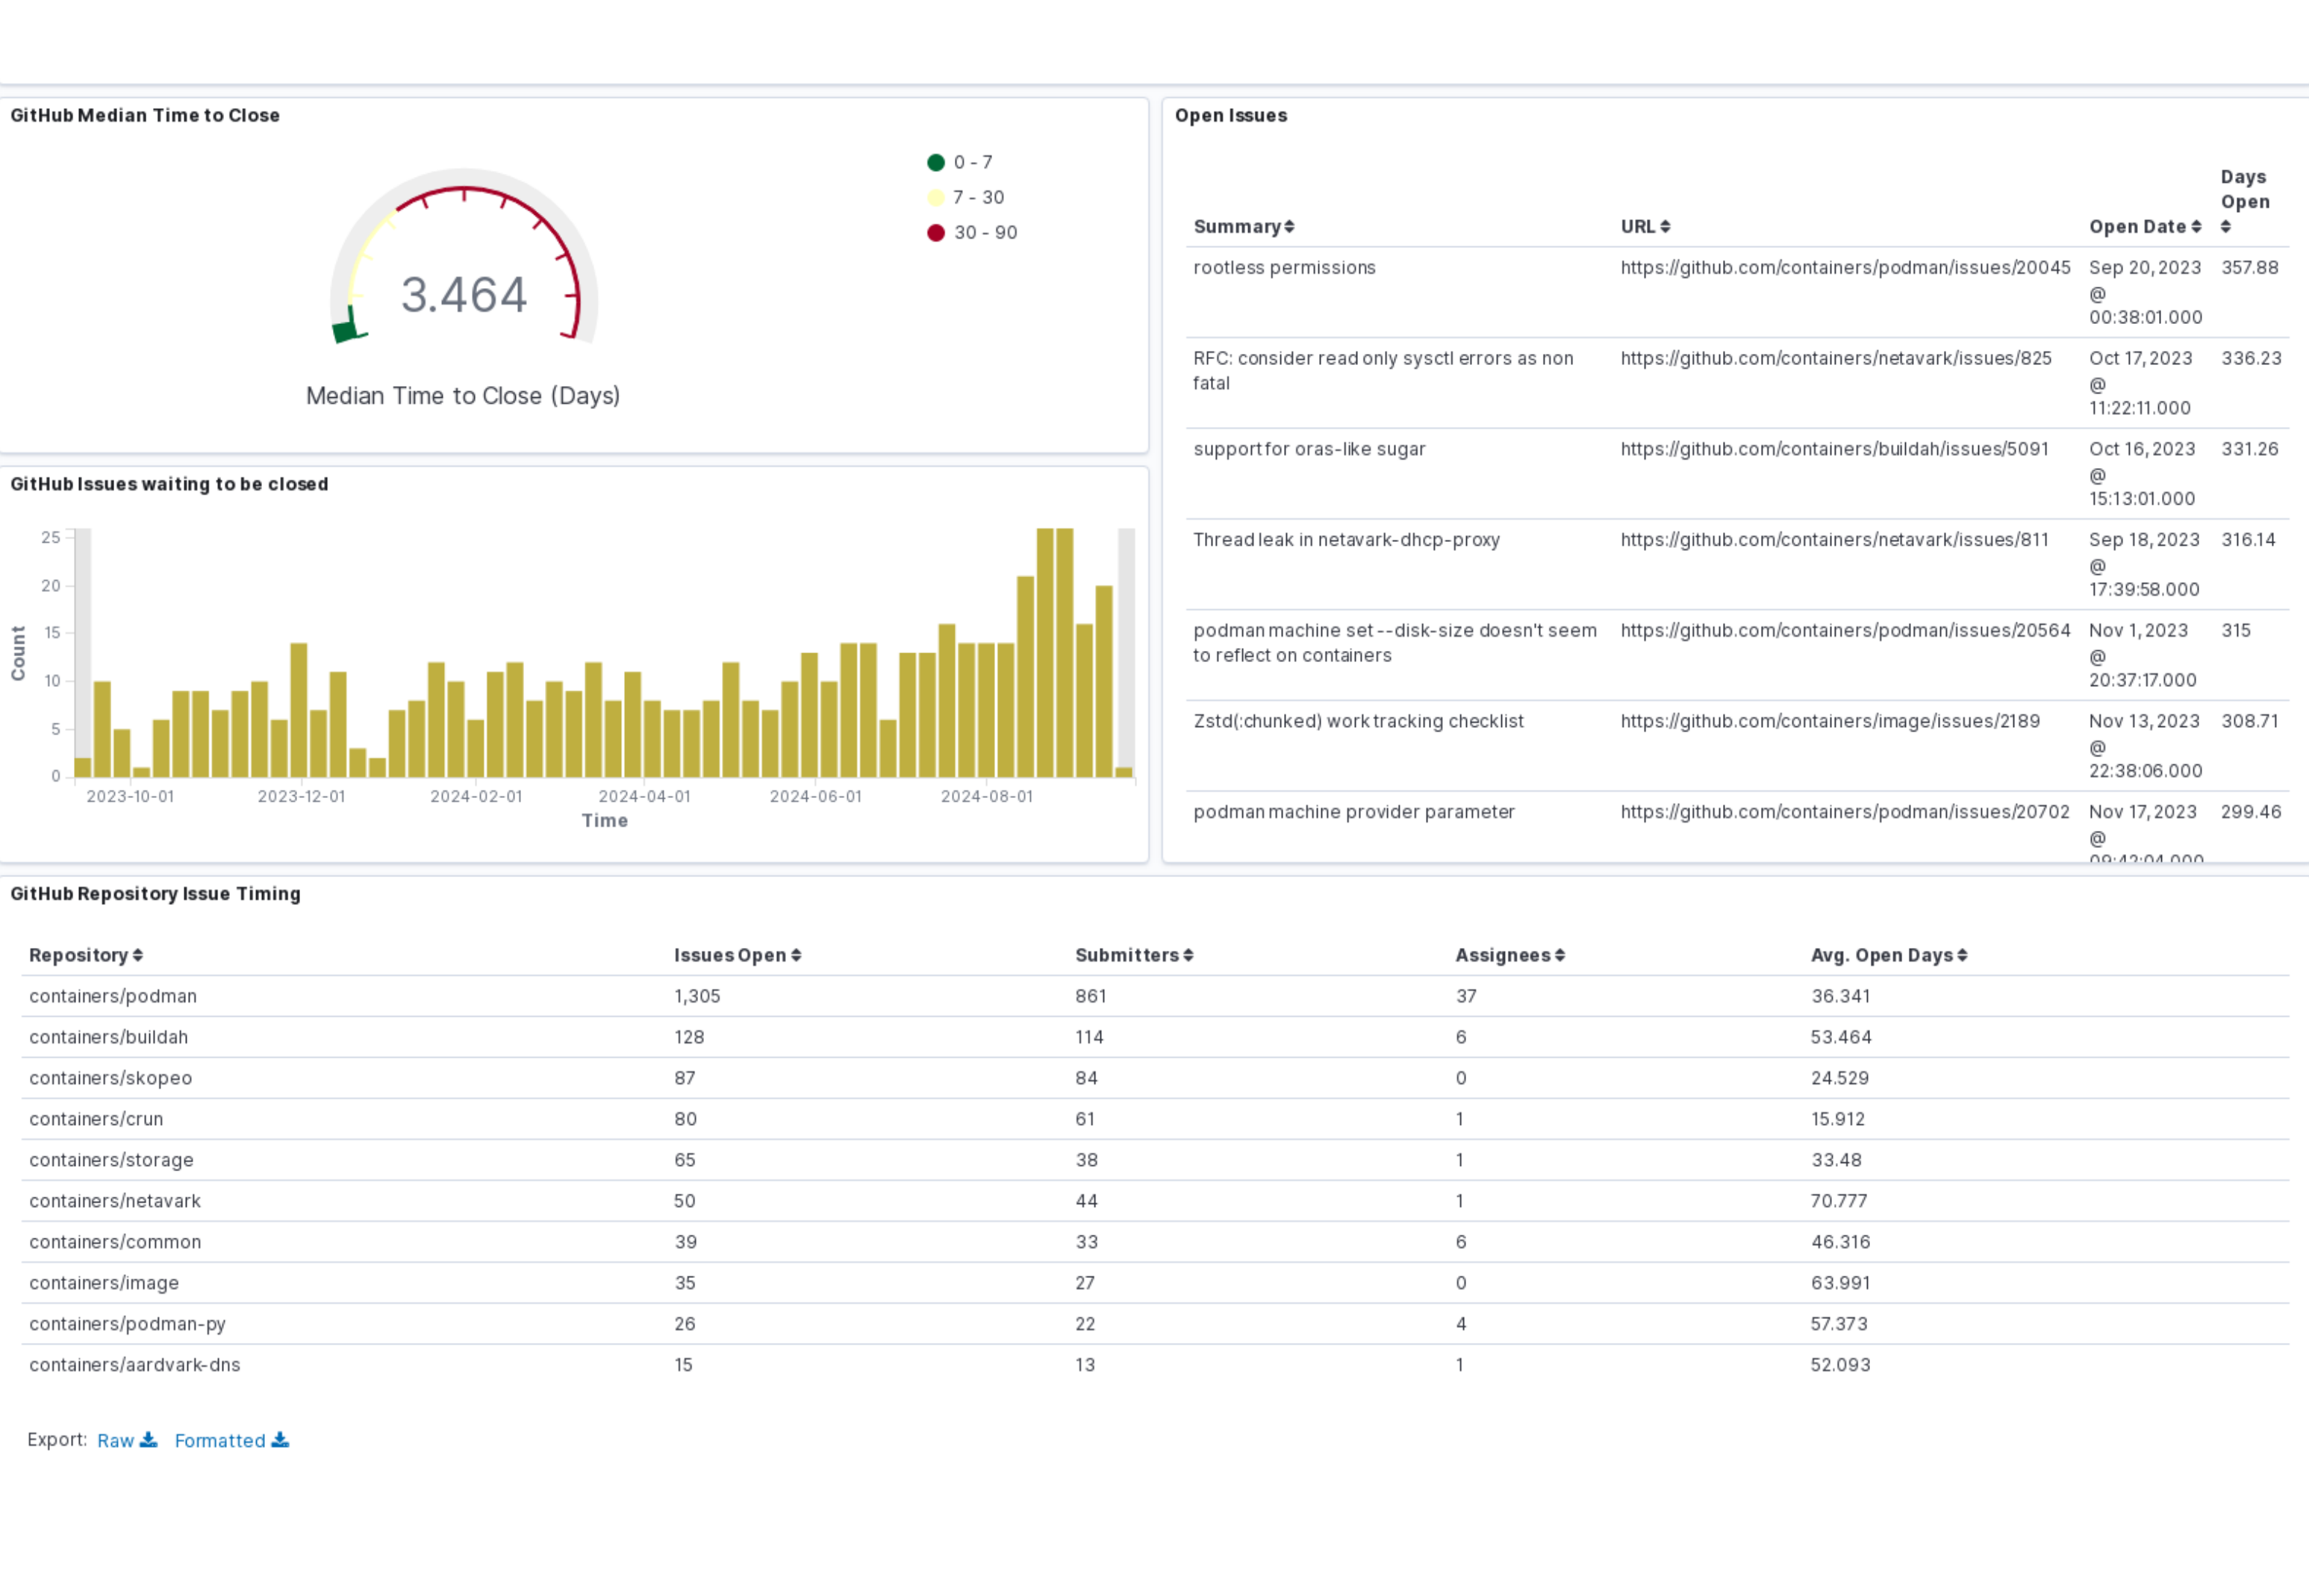 GitHub Median Time to Close
0 - 7
7 - 30
30 - 90
3.464
Median Time to Close (Days)
GitHub Issues waiting to be closed
Count
25
20
15
10
5
0
2023-10-01 2023-12-01 2024-02-01 2024-04-01 2024-06-01 2024-08-01
Time
Open Issues
Summary URL Open Date Days Open
rootless permissions https://github.com/containers/podman/issues/20045 Sep 20, 2023 @ 00:38:01.000 357.88
RFC: consider read only sysctl errors as non fatal https://github.com/containers/netavark/issues/825 Oct 17, 2023 @ 11:22:11.000 336.23
support for oras-like sugar https://github.com/containers/buildah/issues/5091 Oct 16, 2023 @ 15:13:01.000 331.26
Thread leak in netavark-dhcp-proxy https://github.com/containers/netavark/issues/811 Sep 18, 2023 @ 17:39:58.000 316.14
podman machine set --disk-size doesn't seem to reflect on containers https://github.com/containers/podman/issues/20564 Nov 1, 2023 @ 20:37:17.000 315
Zstd(:chunked) work tracking checklist https://github.com/containers/image/issues/2189 Nov 13, 2023 @ 22:38:06.000 308.71
podman machine provider parameter https://github.com/containers/podman/issues/20702 Nov 17, 2023 @ 09:42:04.000 299.46
GitHub Repository Issue Timing
Repository Issues Open Submitters Assignees Avg. Open Days
containers/podman 1,305 861 37 36.341
containers/buildah 128 114 6 53.464
containers/skopeo 87 84 0 24.529
containers/crun 80 61 1 15.912
containers/storage 65 38 1 33.48
containers/netavark 50 44 1 70.777
containers/common 39 33 6 46.316
containers/image 35 27 0 63.991
containers/podman-py 26 22 4 57.373
containers/aardvark-dns 15 13 1 52.093
Export: Raw Formatted